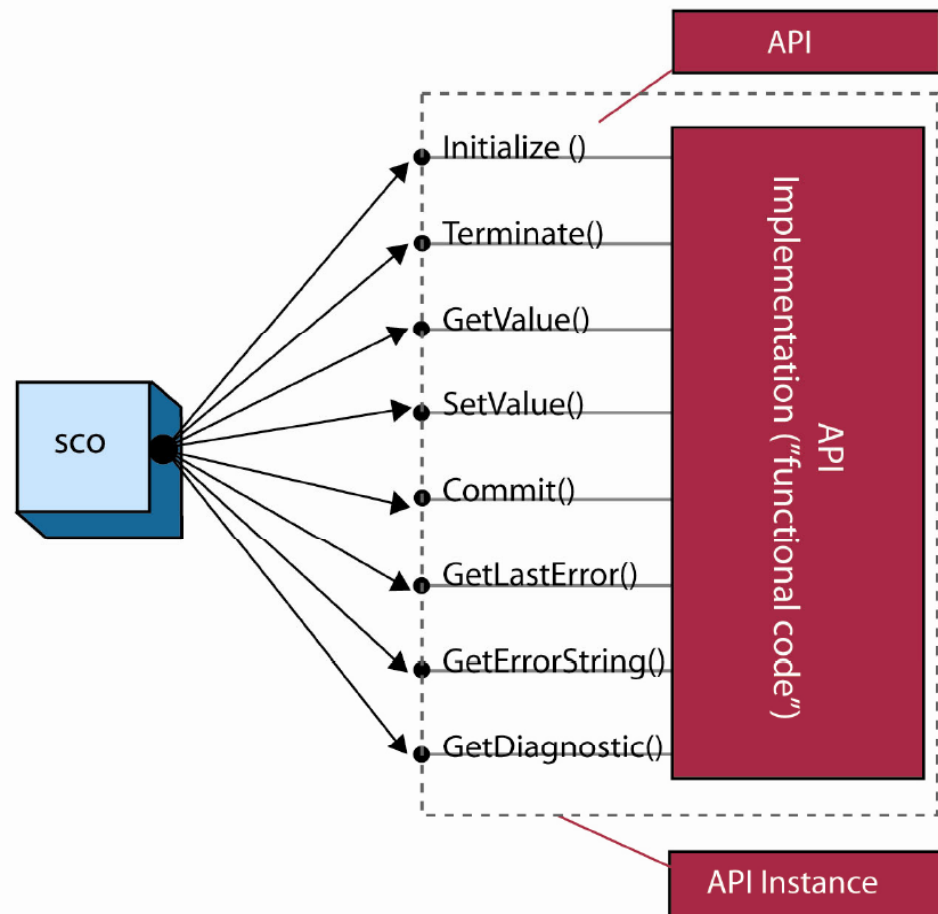 API
Initialize ()
Terminate()
GetValue()
SetValue()
Commit()
GetLastError()
GetErrorString()
GetDiagnostic()
sco
API
Implementation ("functional code")
API Instance